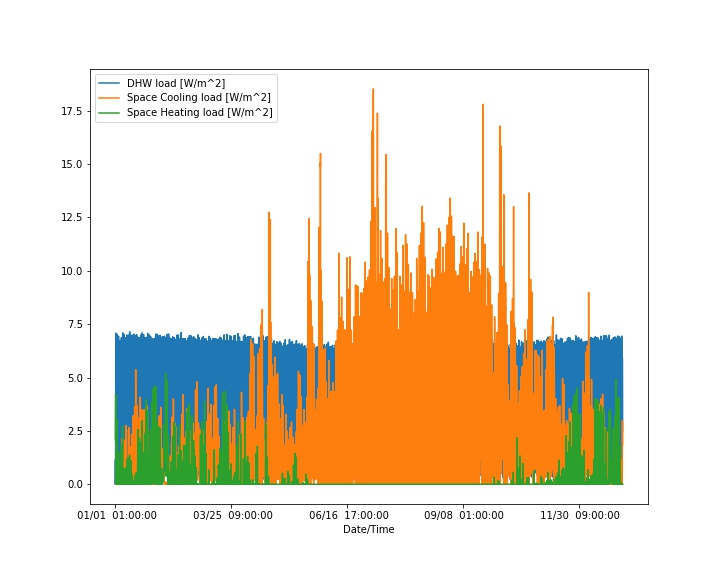 DHW load [W/m^2]
Space Cooling load [W/m^2]
Space Heating load [W/m^2]
17.5
15.0
12.5
10.0
7.5
5.0
2.5
0.0
01/01 01:00:00 03/25 09:00:00 06/16 17:00:00 09/08 01:00:00 11/30 09:00:00
Date/Time